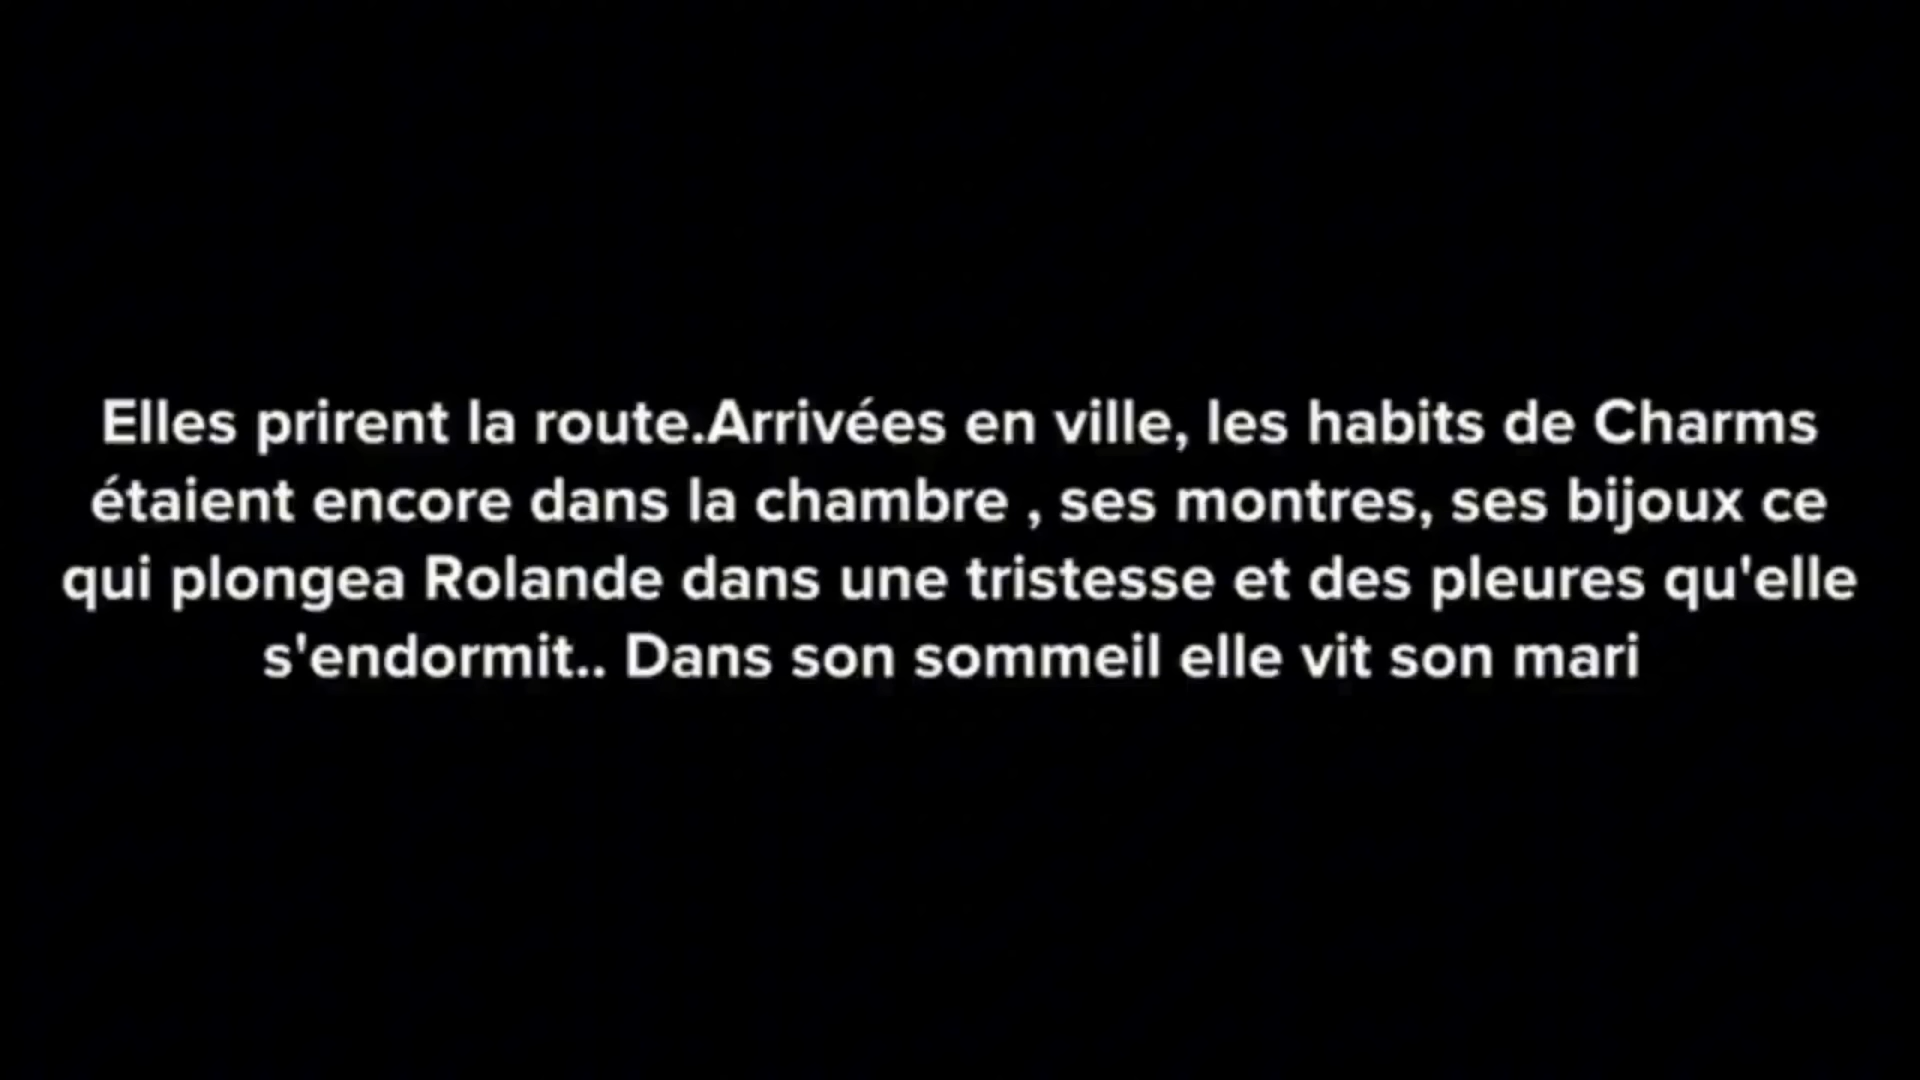 Elles prirent la route.Arrivées en ville, les habits de Charms
étaient encore dans la chambre , ses montres, ses bijoux ce
qui plongea Rolande dans une tristesse et des pleures qu'elle
s'endormit.. Dans son sommeil elle vit son mari